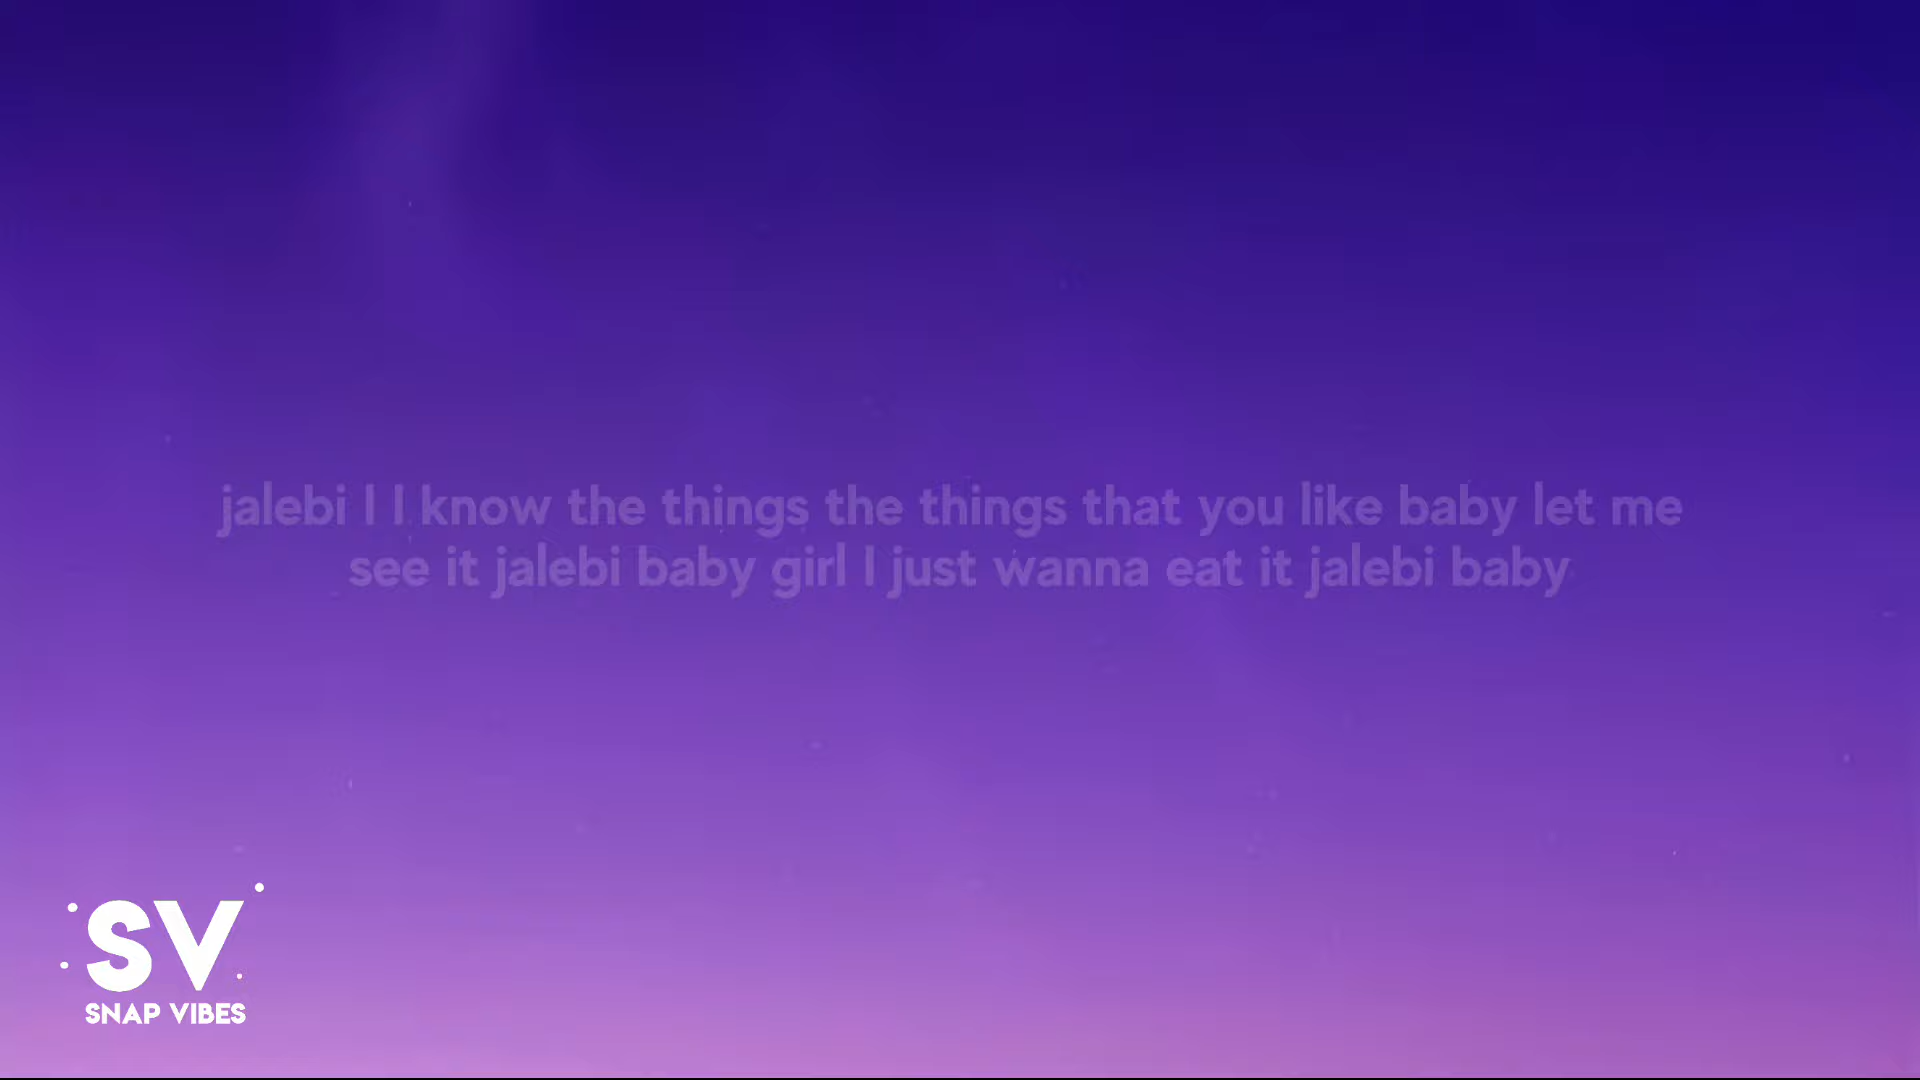 jalebi I I know the things the things that you like baby let me
see it jalebi baby girl I just wanna eat it jalebi baby
SV
SNAP VIBES